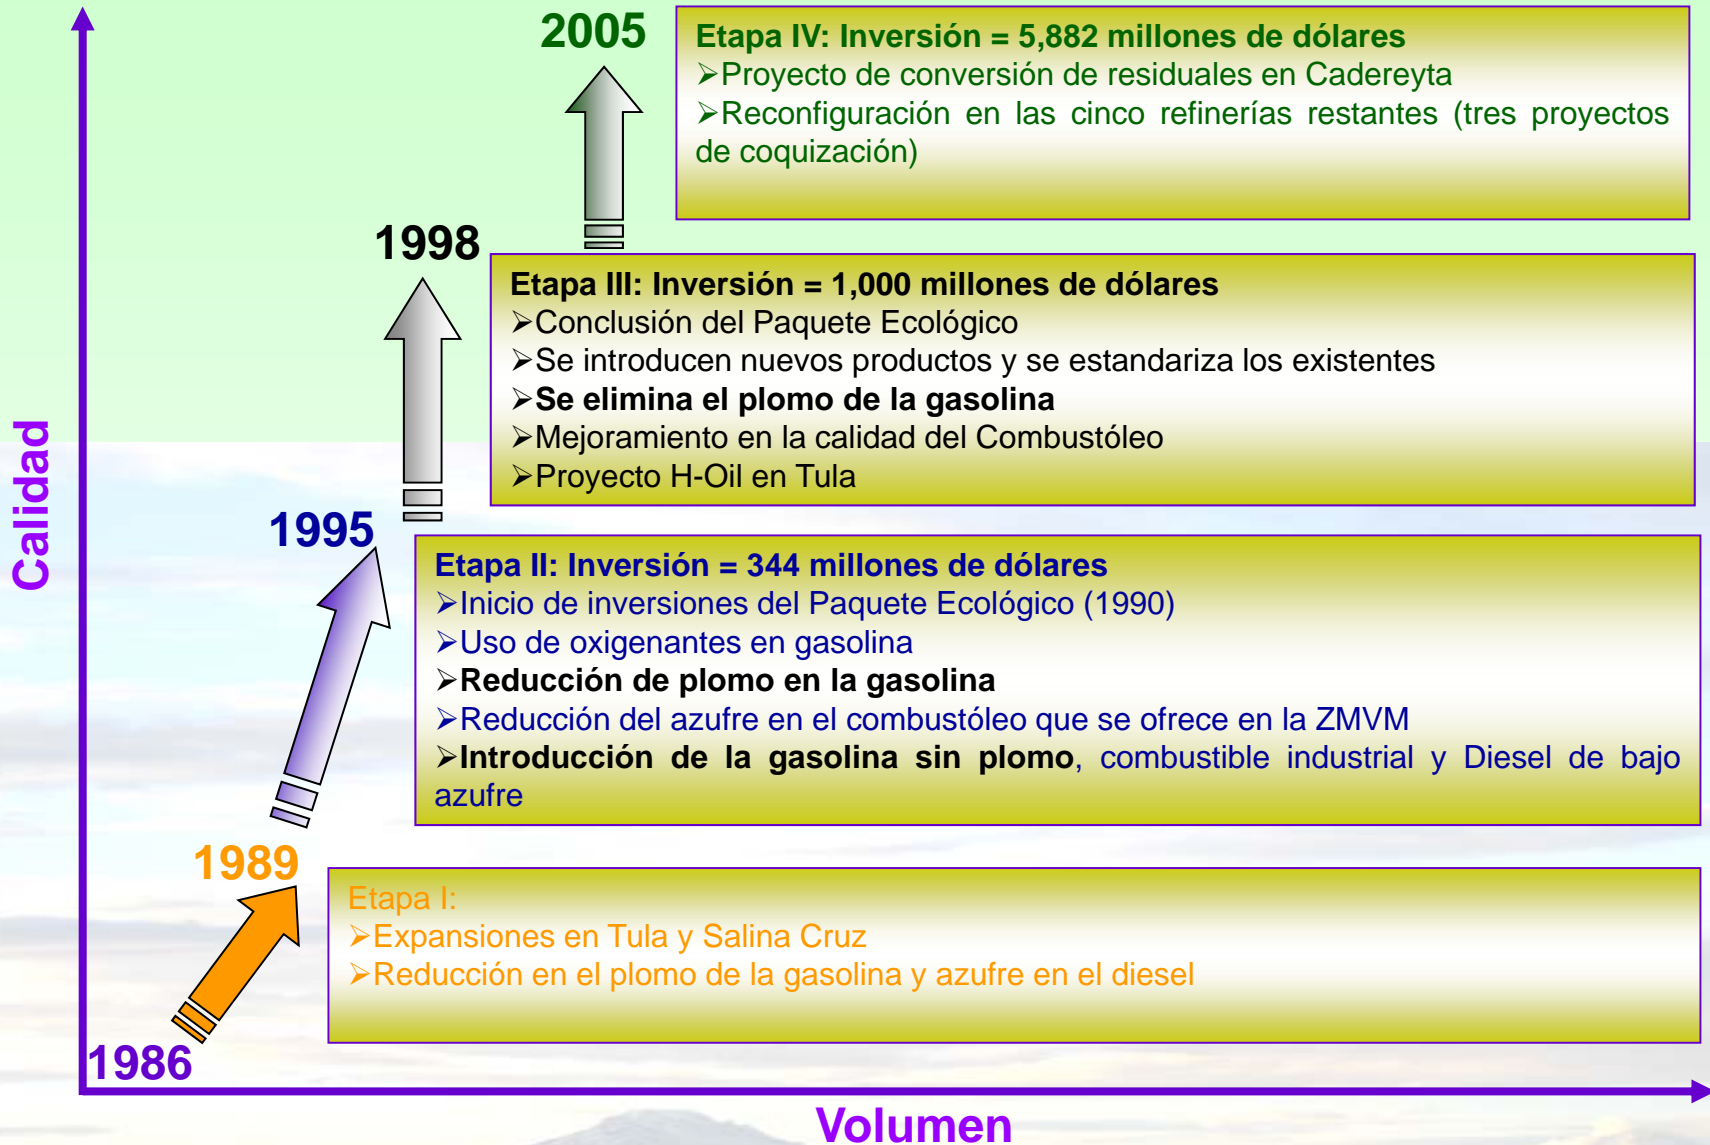 2005
Etapa IV: Inversión = 5,882 millones de dólares
➢Proyecto de conversión de residuales en Cadereyta
➢Reconfiguración en las cinco refinerías restantes (tres proyectos
de coquización)
1998
Etapa III: Inversión = 1,000 millones de dólares
➢Conclusión del Paquete Ecológico
➢Se introducen nuevos productos y se estandariza los existentes
➢Se elimina el plomo de la gasolina
➢Mejoramiento en la calidad del Combustóleo
➢Proyecto H-Oil en Tula
Calidad
1995
Etapa II: Inversión = 344 millones de dólares
➢Inicio de inversiones del Paquete Ecológico (1990)
➢Uso de oxigenantes en gasolina
➢Reducción de plomo en la gasolina
➢Reducción del azufre en el combustóleo que se ofrece en la ZMVM
➢Introducción de la gasolina sin plomo, combustible industrial y Diesel de bajo
azufre
1989
Etapa I:
➢Expansiones en Tula y Salina Cruz
➢Reducción en el plomo de la gasolina y azufre en el diesel
1986
Volumen